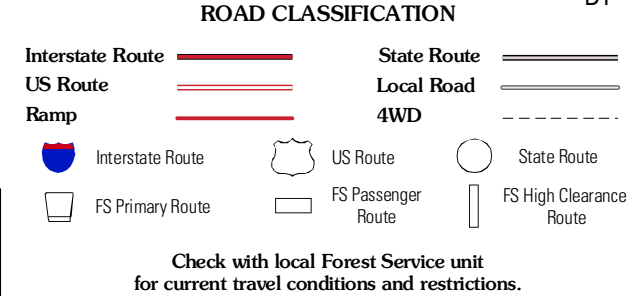 ROAD CLASSIFICATION
Interstate Route
State Route
US Route
Local Road
Ramp
4WD
Interstate Route
US Route
State Route
FS Primary Route
FS Passenger
Route
FS High Clearance
Route
Check with local Forest Service unit
for current travel conditions and restrictions.